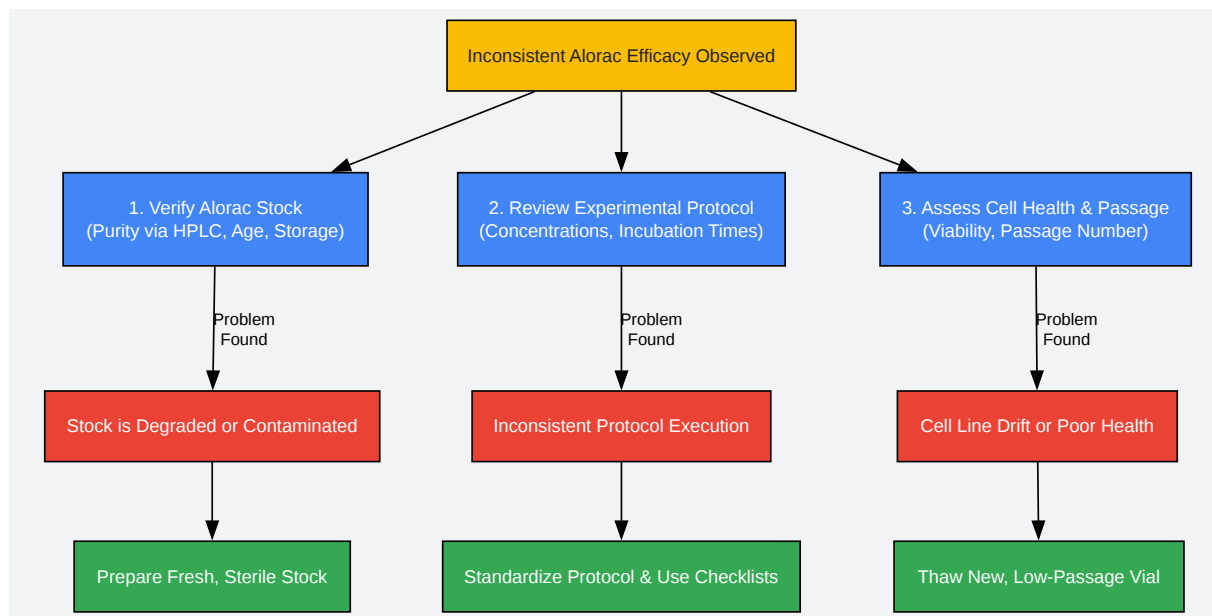 Inconsistent Alorac Efficacy Observed
1. Verify Alorac Stock
(Purity via HPLC, Age, Storage)
2. Review Experimental Protocol
(Concentrations, Incubation Times)
3. Assess Cell Health & Passage
(Viability, Passage Number)
Problem
Found
Problem
Found
Problem
Found
Stock is Degraded or Contaminated
Inconsistent Protocol Execution
Cell Line Drift or Poor Health
Prepare Fresh, Sterile Stock
Standardize Protocol & Use Checklists
Thaw New, Low-Passage Vial